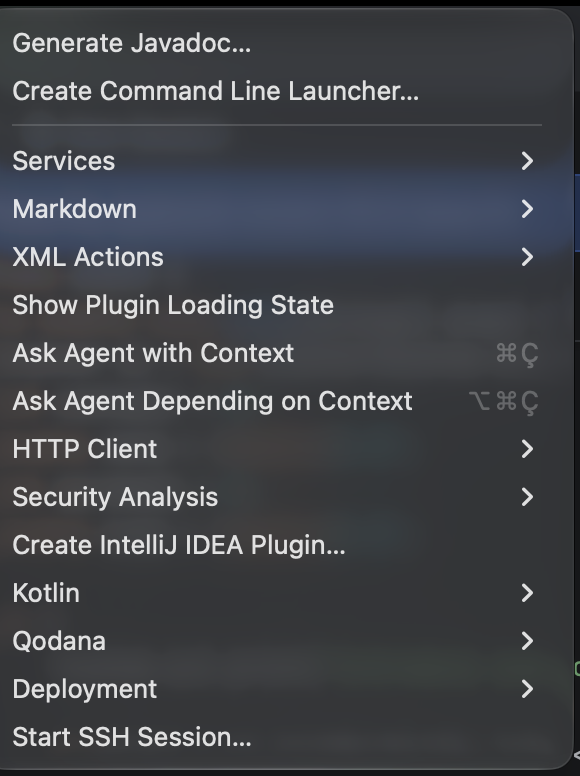 Generate Javadoc...
Create Command Line Launcher...
Services
Markdown
XML Actions
Show Plugin Loading State
Ask Agent with Context ⌘Ç
Ask Agent Depending on Context ⌥⌘Ç
HTTP Client
Security Analysis
Create IntelliJ IDEA Plugin...
Kotlin
Qodana
Deployment
Start SSH Session...